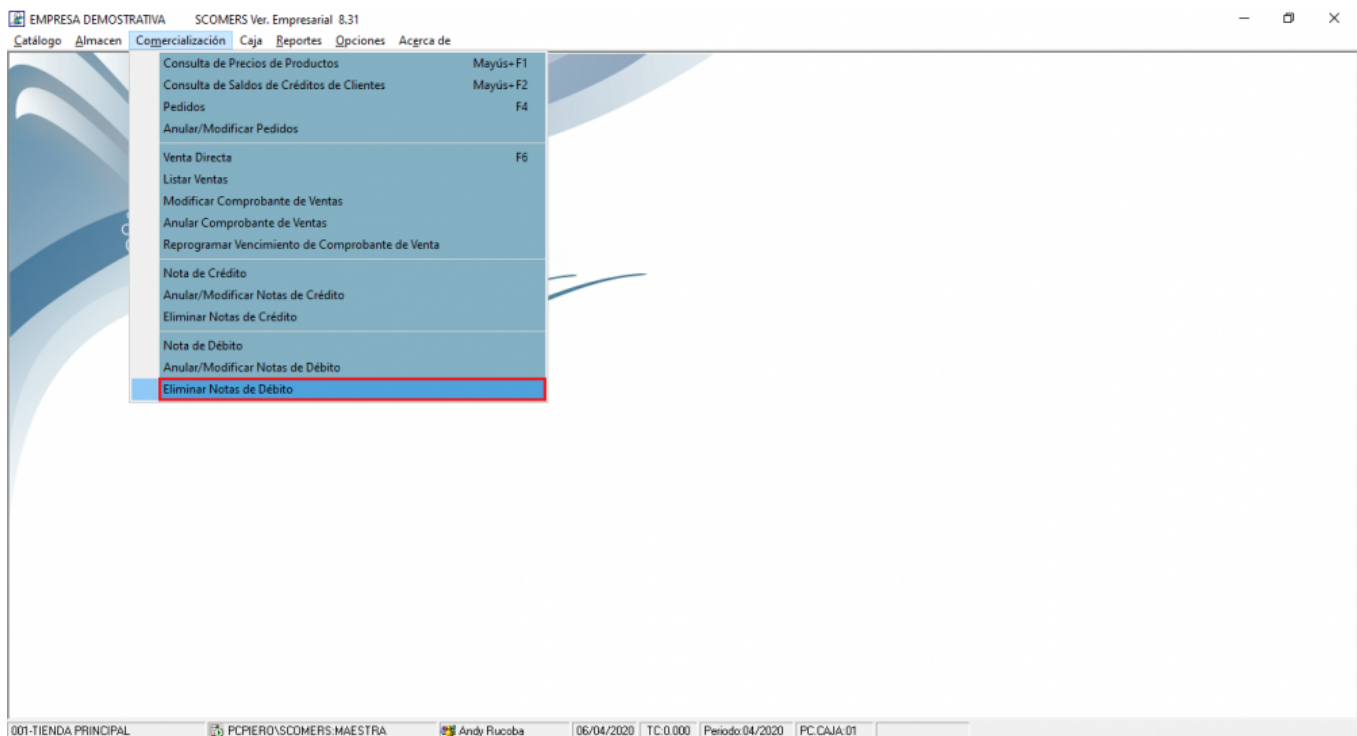 EMPRESA DEMOSTRATIVA SCOMERS Ver. Empresarial 8.31
Catálogo Almacen Comercialización Caja Reportes Opciones Acerca de
Consulta de Precios de Productos Mayús+F1
Consulta de Saldos de Créditos de Clientes Mayús+F2
Pedidos F4
Anular/Modificar Pedidos
Venta Directa F6
Listar Ventas
Modificar Comprobante de Ventas
Anular Comprobante de Ventas
Reprogramar Vencimiento de Comprobante de Venta
Nota de Crédito
Anular/Modificar Notas de Crédito
Eliminar Notas de Crédito
Nota de Débito
Anular/Modificar Notas de Débito
Eliminar Notas de Débito
001-TIENDA PRINCIPAL PCPIERO\SCOMERS:MAESTRA Andy Rucoba 06/04/2020 TC:0.000 Periodo:04/2020 PC.CAJA:01